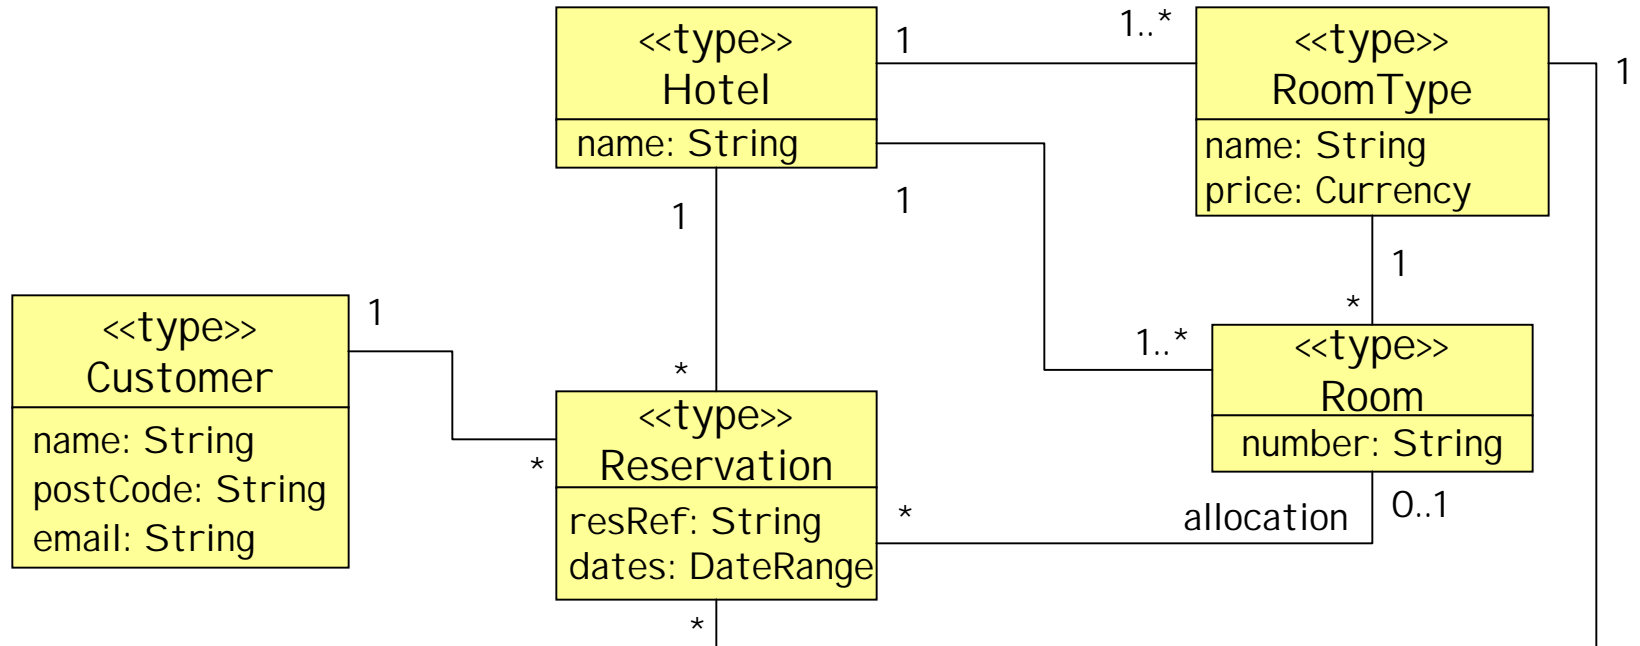 <<type>>
Hotel
name: String
1
1..*
<<type>>
RoomType
name: String
price: Currency
1
1
1
1
*
<<type>>
Customer
name: String
postCode: String
email: String
1
*
*
<<type>>
Reservation
resRef: String
dates: DateRange
*
1..*
<<type>>
Room
number: String
*
allocation
0..1